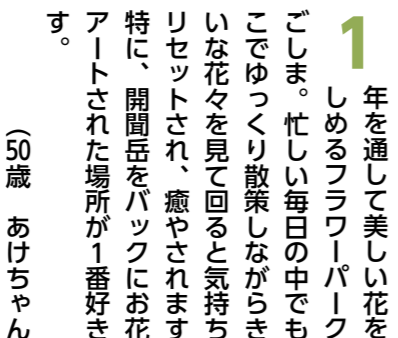 1年を通して美しい花を
しめるフラワーパーク
ごしま。忙しい毎日の中でも
こでゆっくり散策しながらき
いな花々を見て回ると気持ち
リセットされ、癒やされます
特に、開聞岳をバックにお花
アートされた場所が1番好き
す。
（50歳　あけちゃん